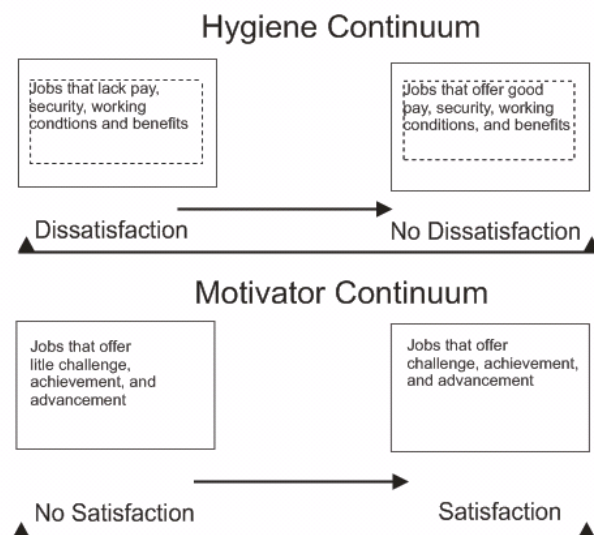 Hygiene Continuum
Jobs that lack pay,
security, working
condtions and benefits
Jobs that offer good
pay, security, working
conditions, and benefits
Dissatisfaction
No Dissatisfaction
Motivator Continuum
Jobs that offer
litle challenge,
achievement, and
advancement
Jobs that offer
challenge, achievement,
and advancement
No Satisfaction
Satisfaction